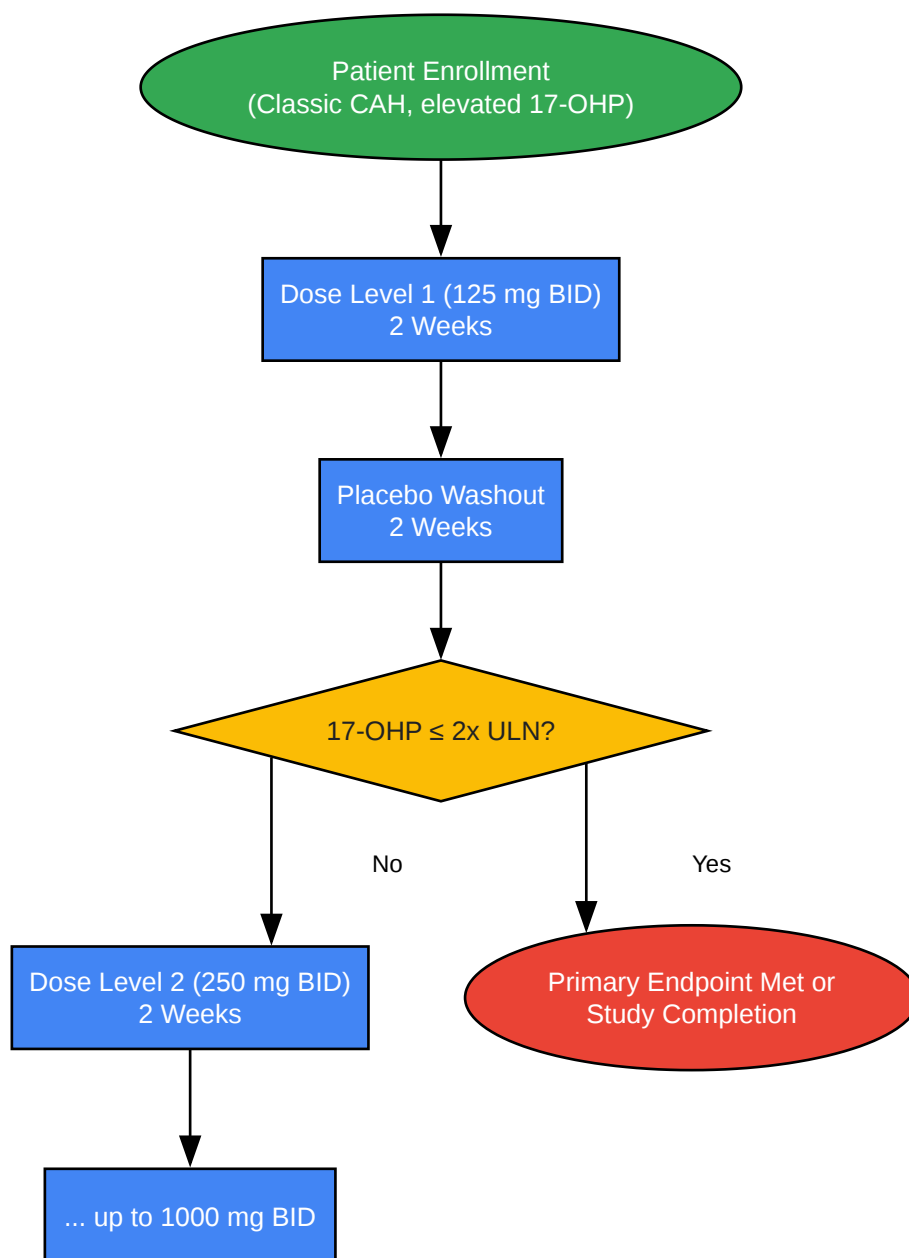 Patient Enrollment
(Classic CAH, elevated 17-OHP)
Dose Level 1 (125 mg BID)
2 Weeks
Placebo Washout
2 Weeks
17-OHP ≤ 2x ULN?
No
Yes
Dose Level 2 (250 mg BID)
2 Weeks
Primary Endpoint Met or
Study Completion
... up to 1000 mg BID